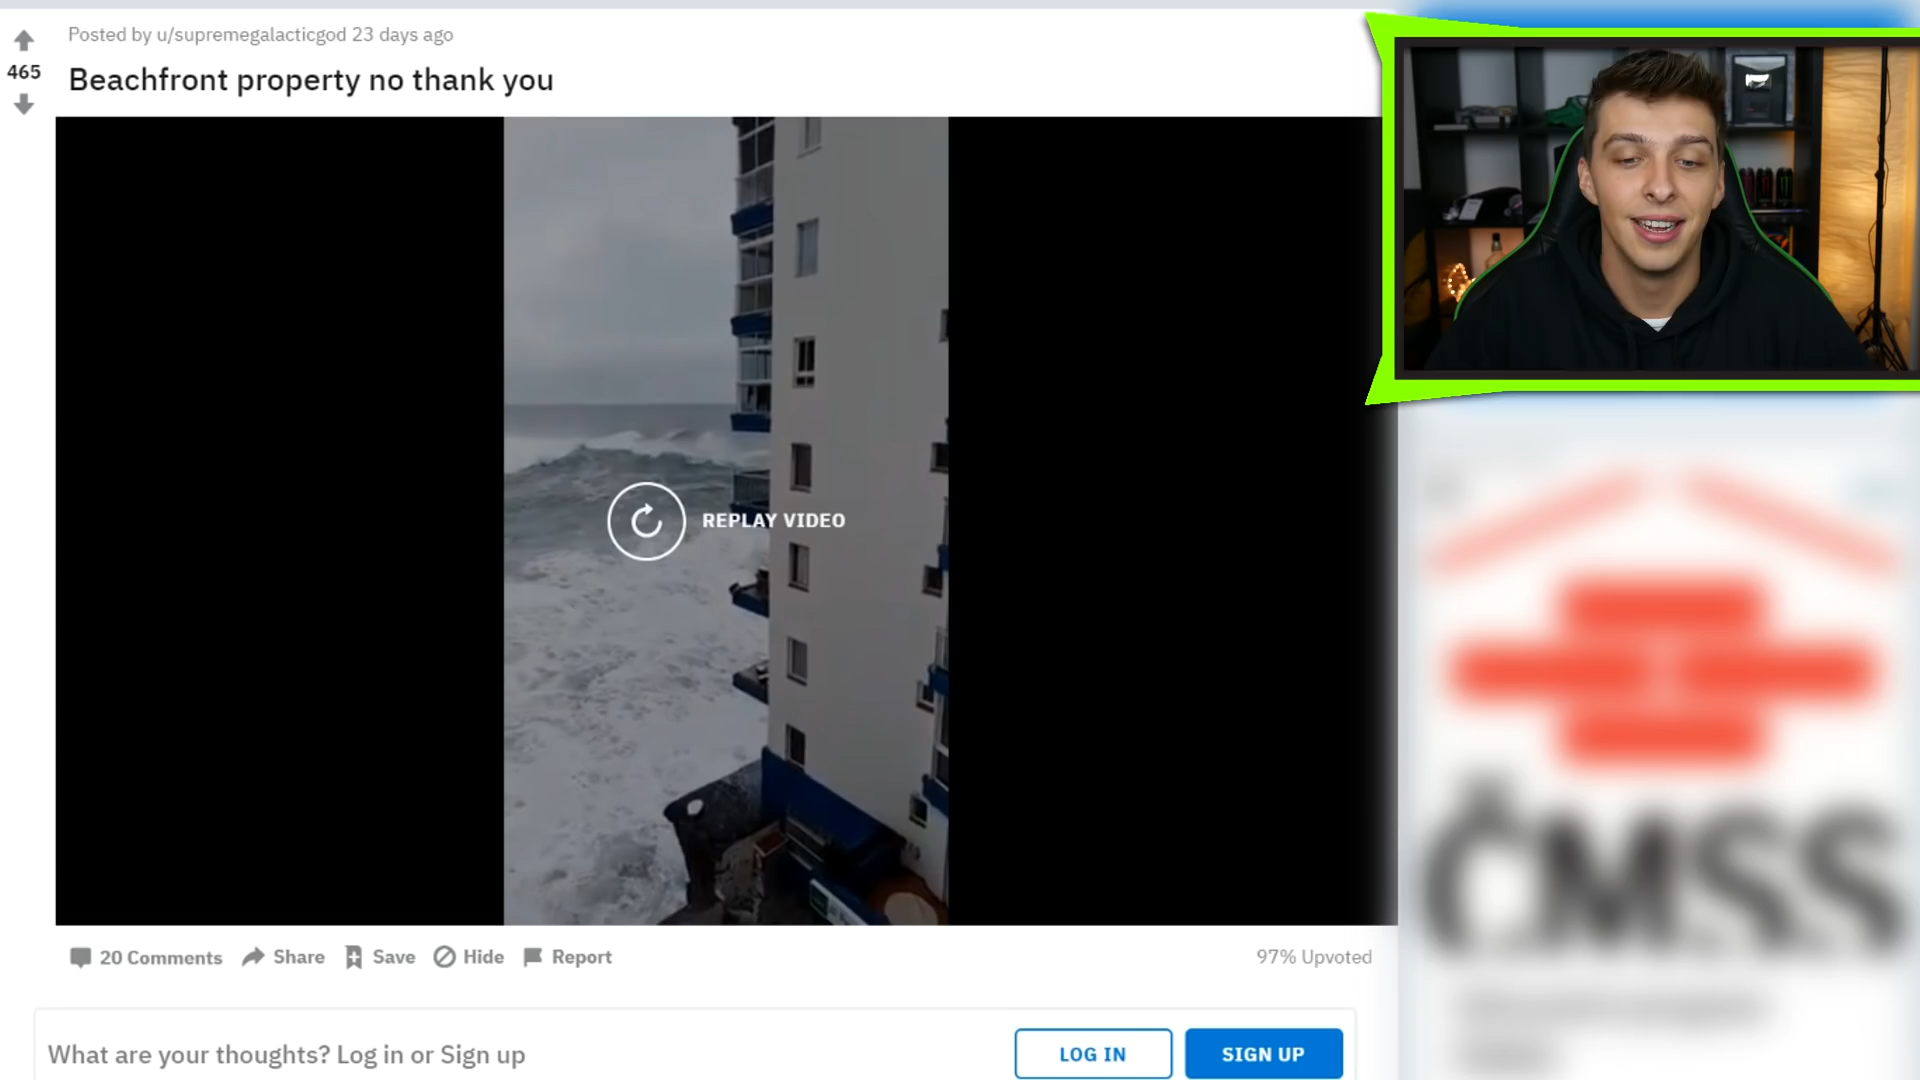 Posted by u/supremegalacticgod 23 days ago
465
Beachfront property no thank you
REPLAY VIDEO
20 Comments Share Save Hide Report
97% Upvoted
What are your thoughts? Log in or Sign up
LOG IN
SIGN UP
ČMSS